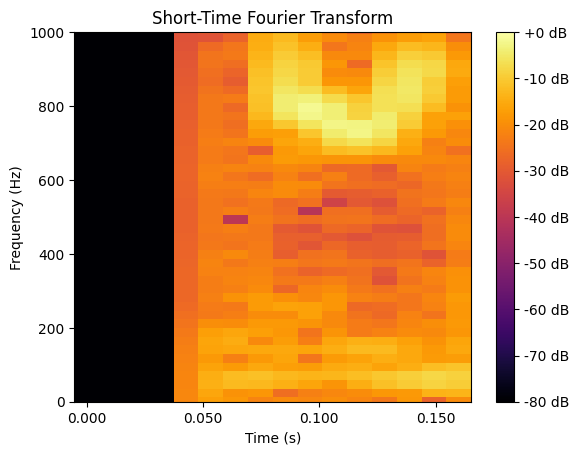 Short-Time Fourier Transform
Frequency (Hz)
1000
800
600
400
200
0
0.000
0.050
0.100
0.150
Time (s)
+0 dB
-10 dB
-20 dB
-30 dB
-40 dB
-50 dB
-60 dB
-70 dB
-80 dB